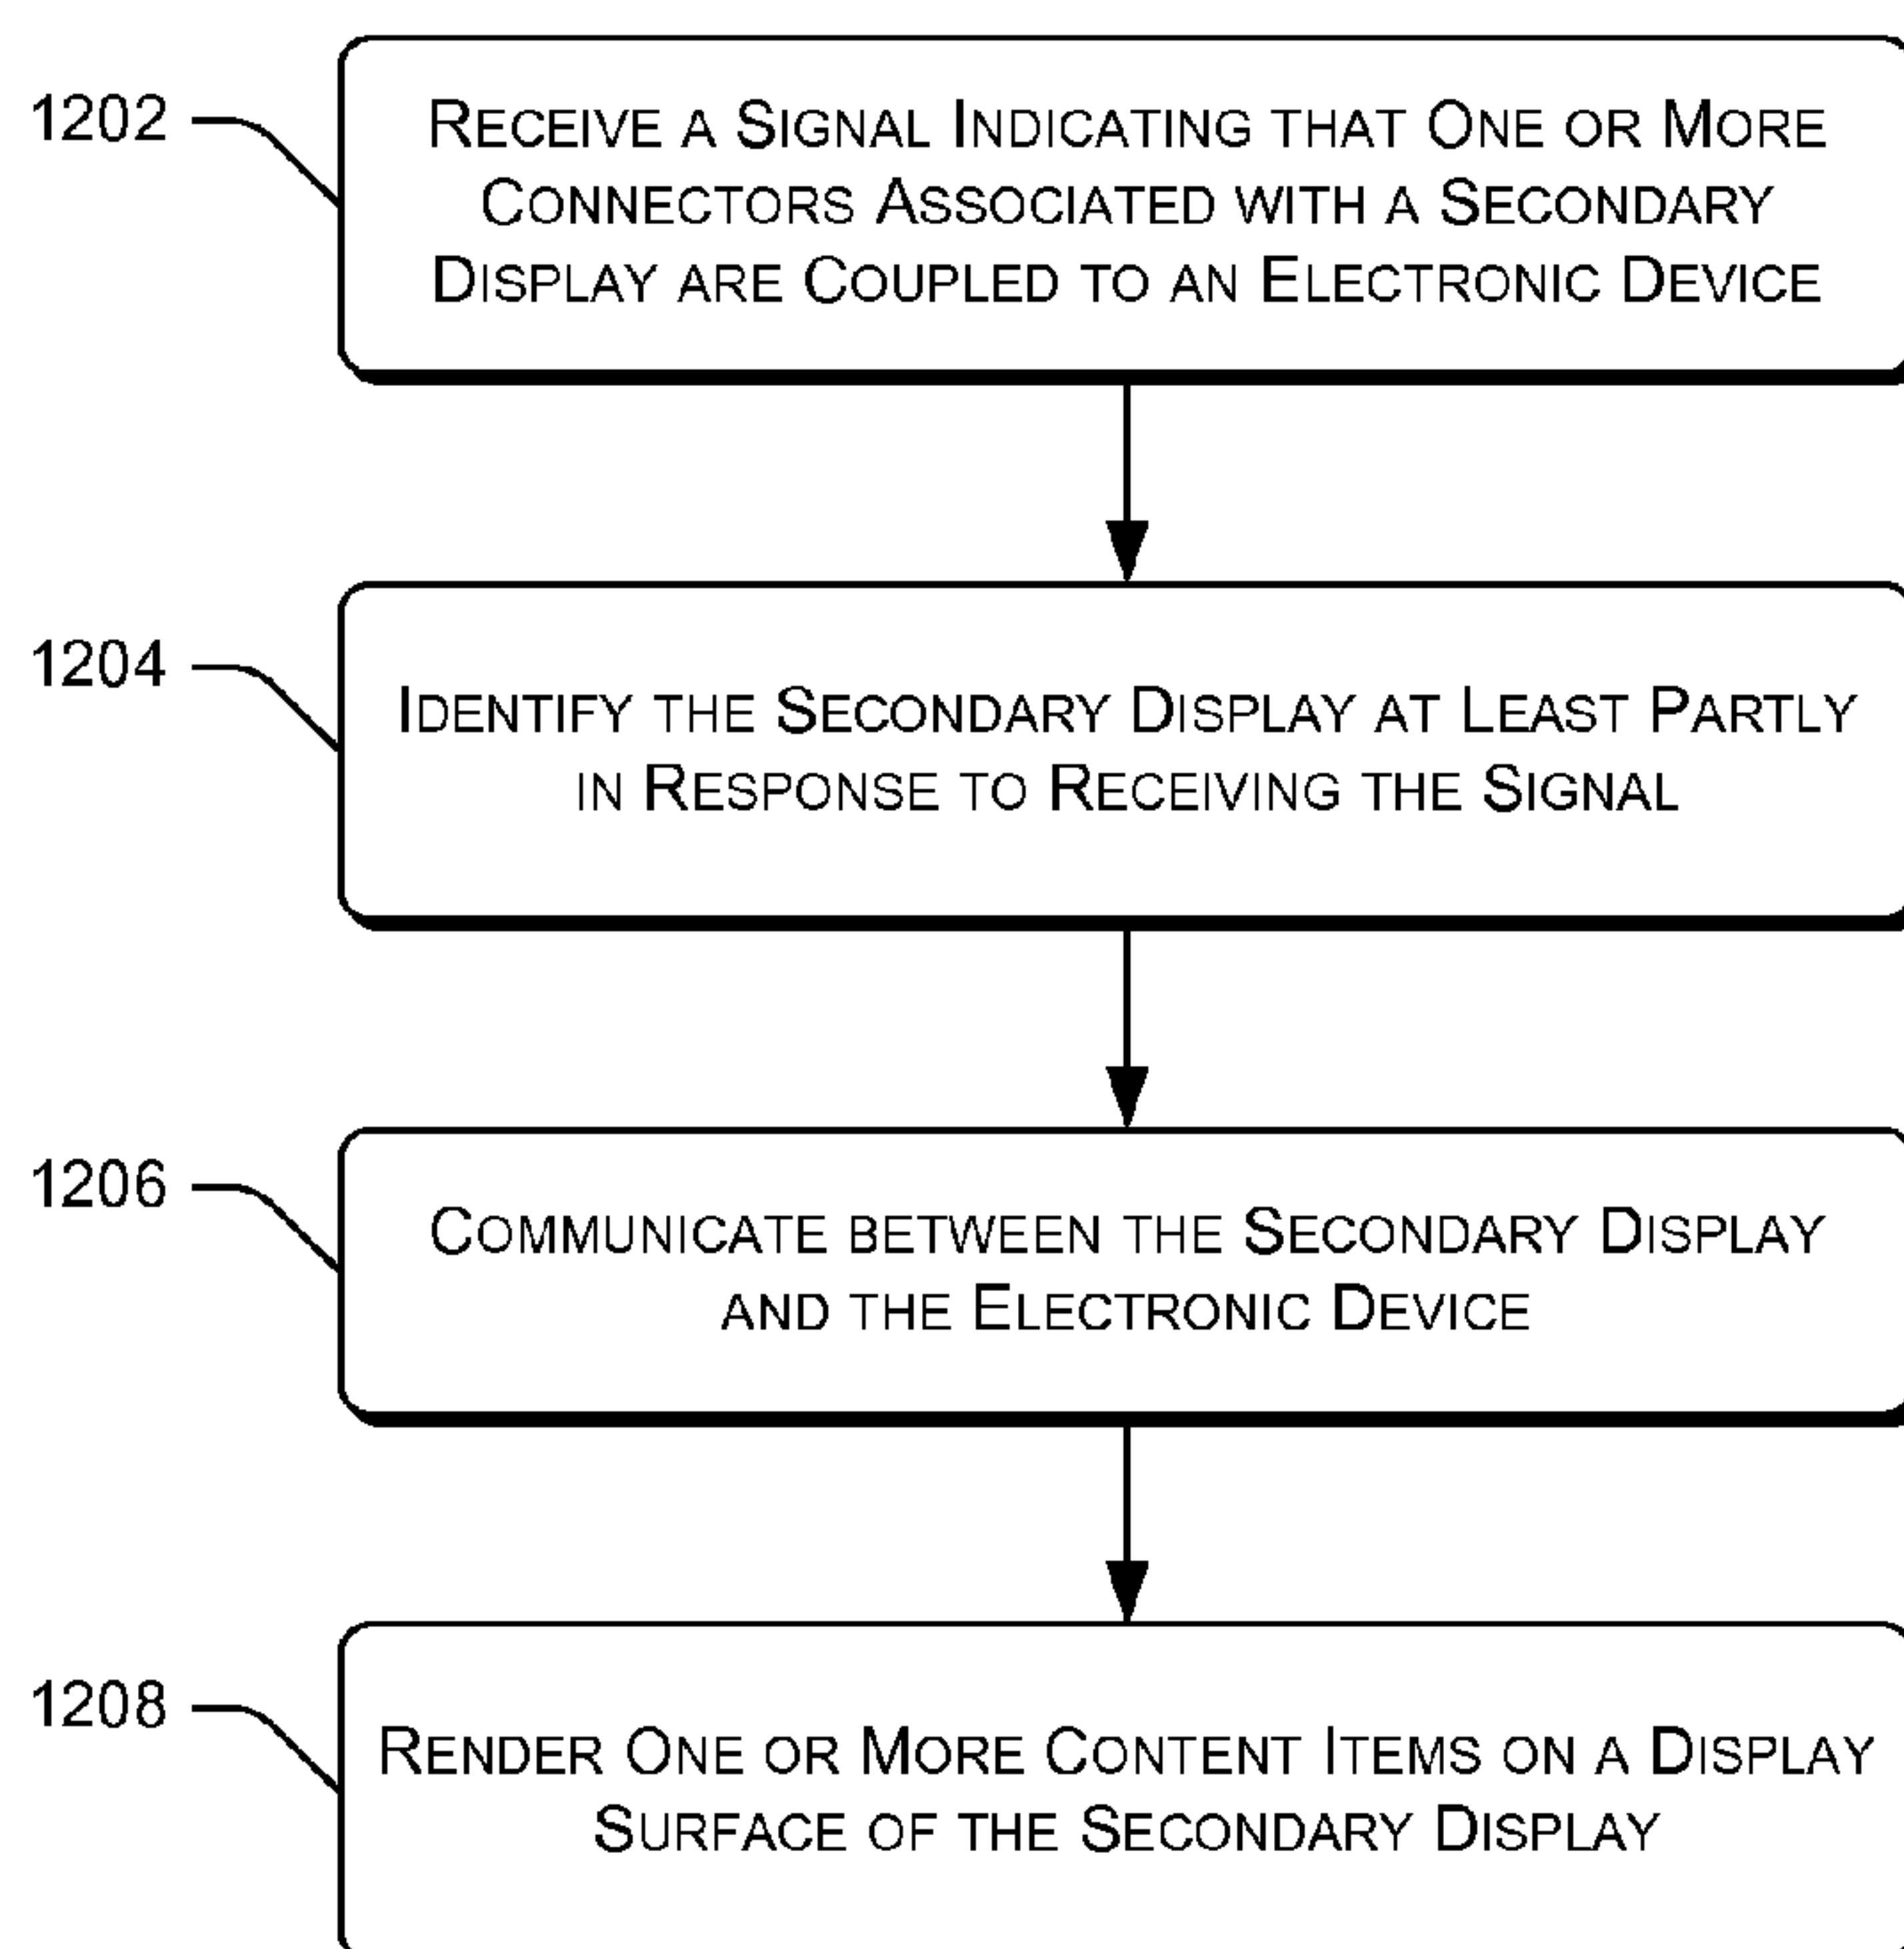 1202
RECEIVE A SIGNAL INDICATING THAT ONE OR MORE
CONNECTORS ASSOCIATED WITH A SECONDARY
DISPLAY ARE COUPLED TO AN ELECTRONIC DEVICE
1204
IDENTIFY THE SECONDARY DISPLAY AT LEAST PARTLY
IN RESPONSE TO RECEIVING THE SIGNAL
1206
COMMUNICATE BETWEEN THE SECONDARY DISPLAY
AND THE ELECTRONIC DEVICE
1208
RENDER ONE OR MORE CONTENT ITEMS ON A DISPLAY
SURFACE OF THE SECONDARY DISPLAY